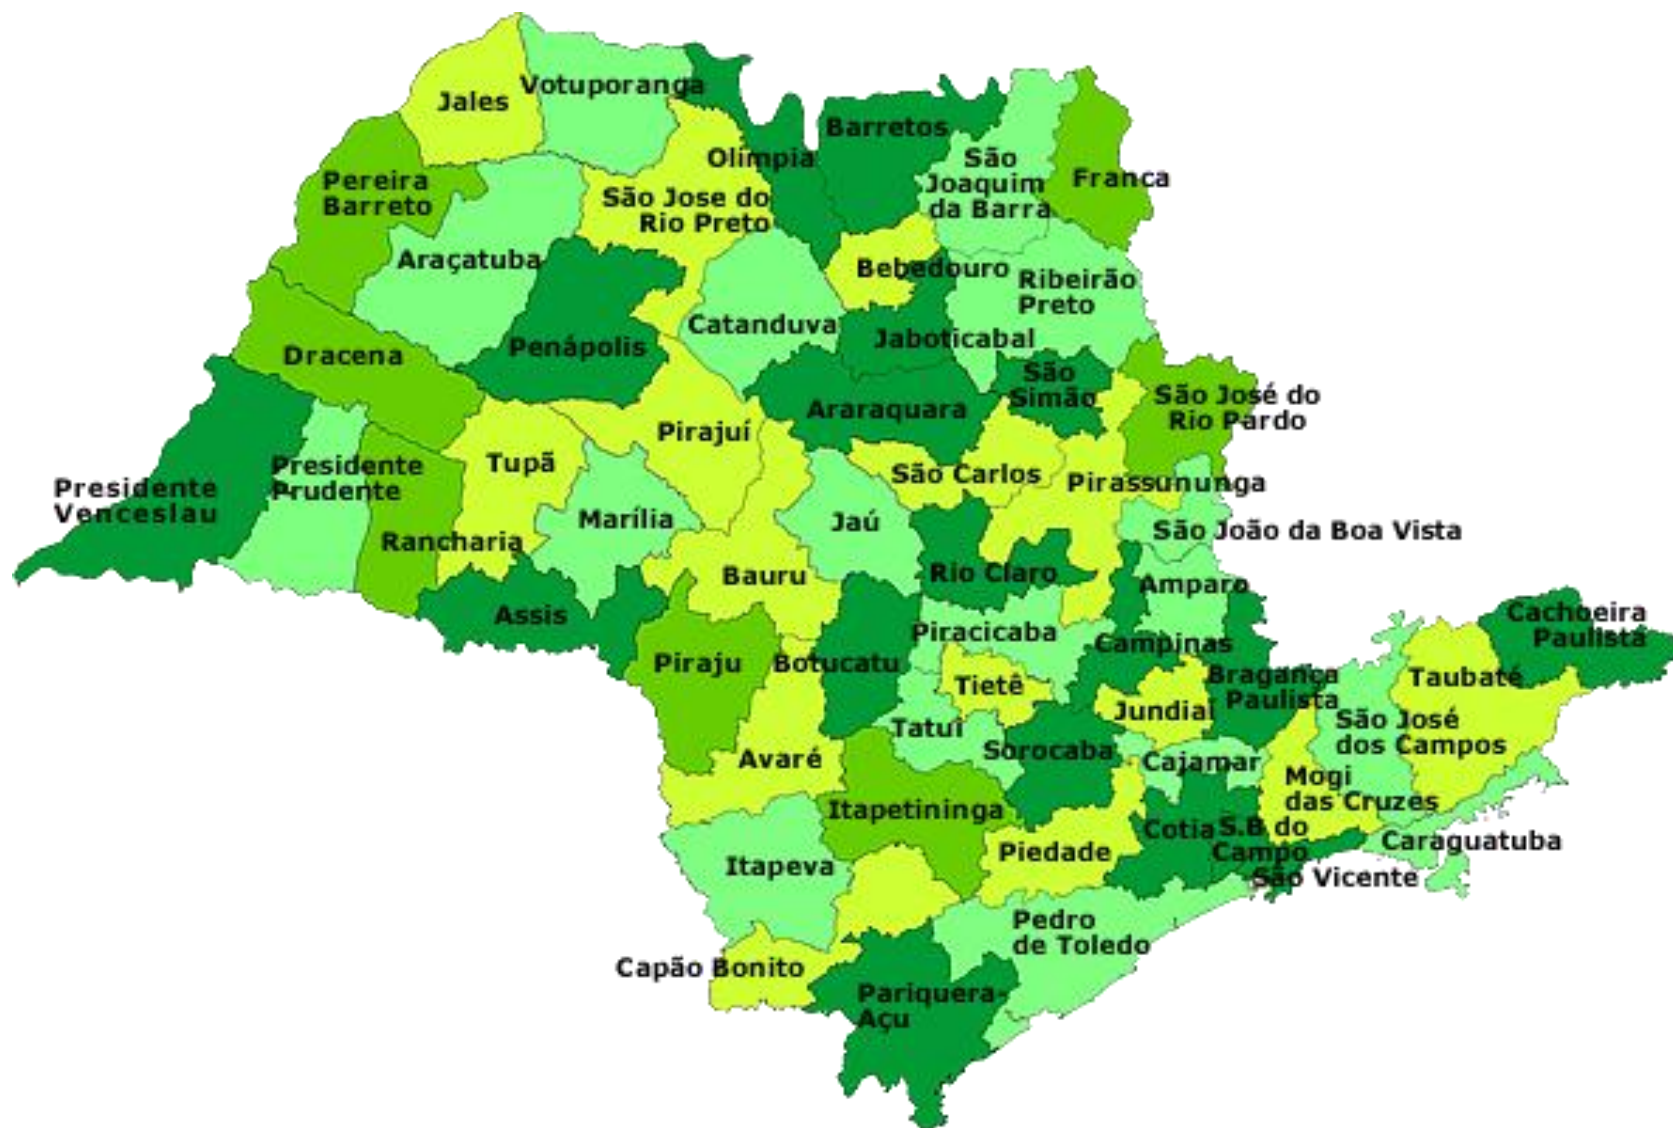 Jales
Votuporanga
Barretos
Olímpia
São
Joaquim
da Barra
Franca
Pereira
Barreto
São Jose do
Rio Preto
Araçatuba
Bebedouro
Ribeirão
Preto
Catanduva
Jaboticabal
Dracena
Penápolis
São
Simão
São José do
Rio Pardo
Araraquara
Pirajuí
Tupã
Presidente
Prudente
São Carlos
Pirassununga
Presidente
Venceslau
Marília
Jaú
São João da Boa Vista
Rancharia
Bauru
Rio Claro
Amparo
Assis
Cachoeira
Paulista
Piracicaba
Campinas
Piraju
Botucatu
Tietê
Bragança
Paulista
Taubaté
Jundiaí
São José
dos Campos
Tatuí
Sorocaba
Avaré
Cajamar
Mogi
das Cruzes
Itapetininga
Cotia
S.B do
Campo
Caraguatuba
Piedade
Itapeva
São Vicente
Pedro
de Toledo
Capão Bonito
Pariquera-
Açu